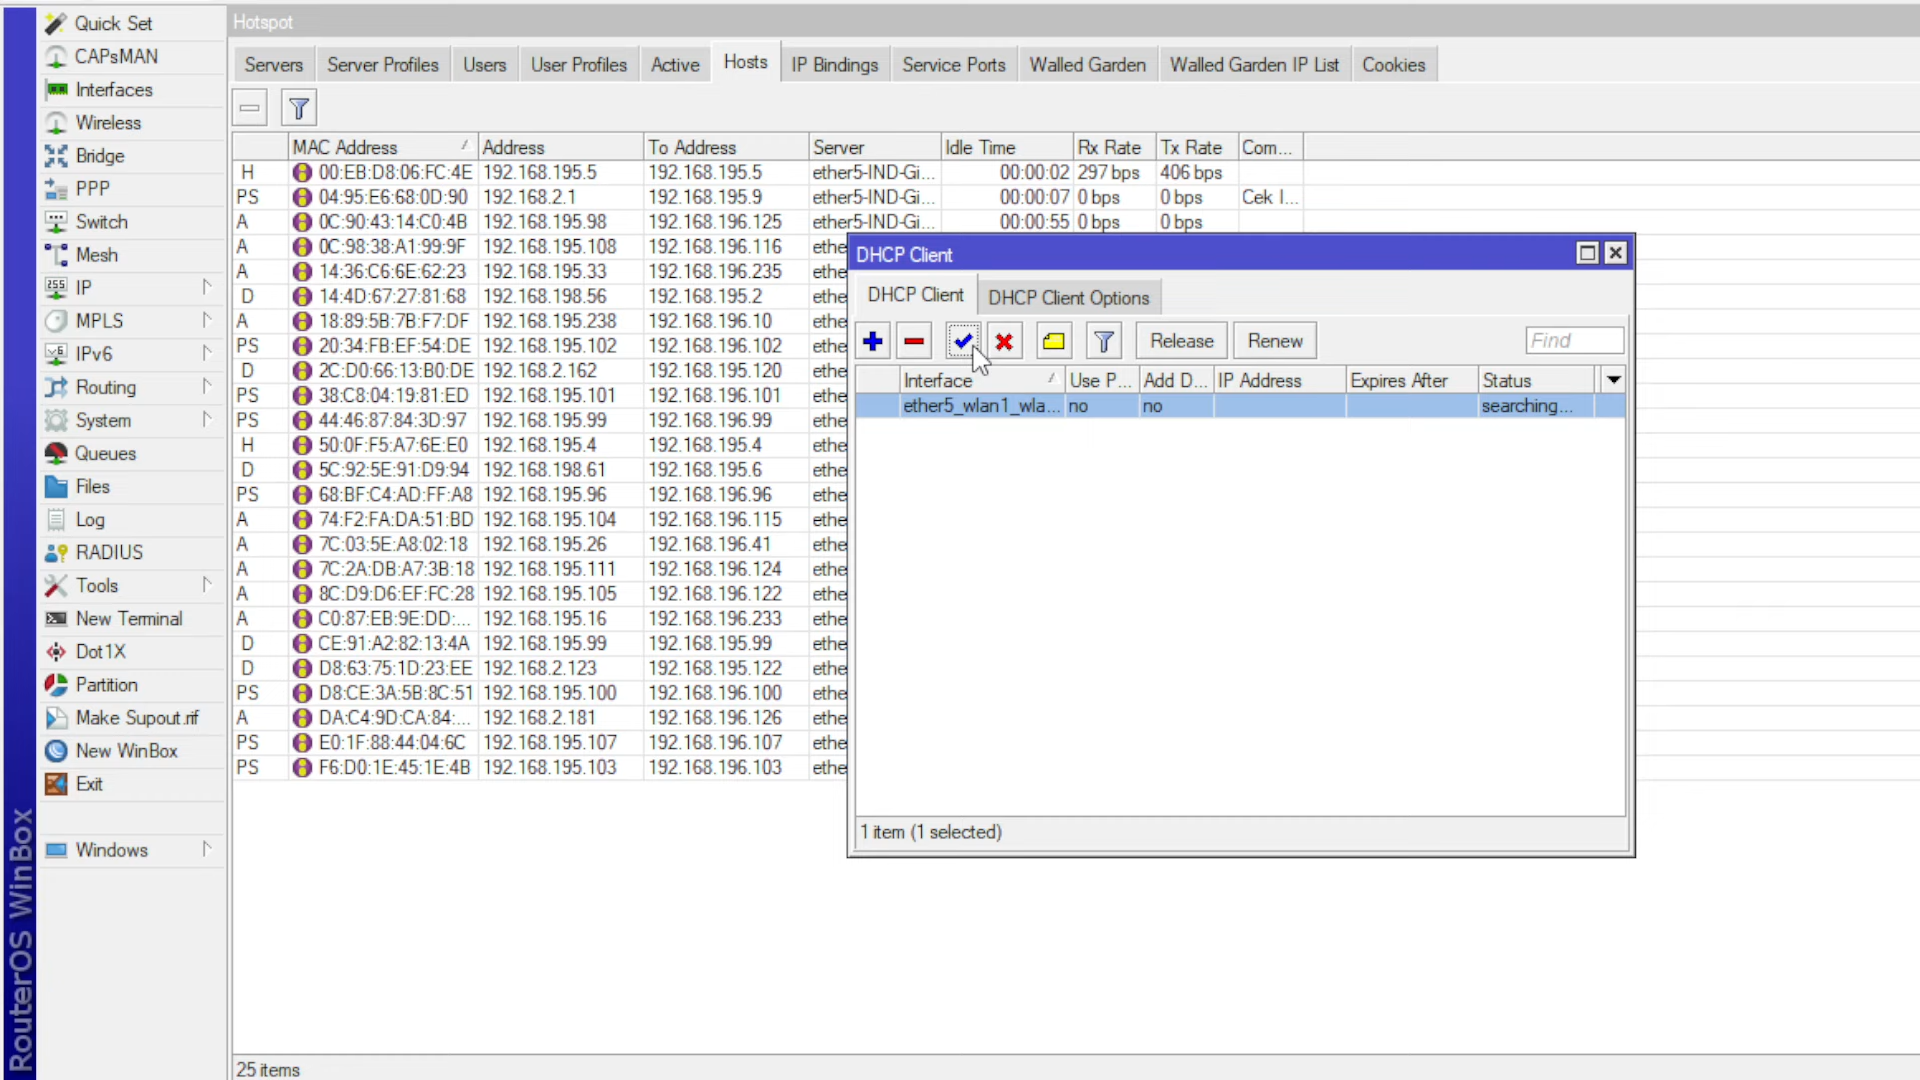 Quick Set
CAPsMAN
Interfaces
Wireless
Bridge
PPP
Switch
Mesh
255 IP
MPLS
v6 IPv6
Routing
System
Queues
Files
Log
RADIUS
Tools
New Terminal
Dot1X
Partition
Make Supout.rif
New WinBox
Exit
Windows
RouterOS WinBox
Hotspot
Servers Server Profiles Users User Profiles Active Hosts IP Bindings Service Ports Walled Garden Walled Garden IP List Cookies
MAC Address Address To Address Server Idle Time Rx Rate Tx Rate Com...
H 00:EB:D8:06:FC:4E 192.168.195.5 192.168.195.5 ether5-IND-Gi... 00:00:02 297 bps 406 bps
PS 04:95:E6:68:0D:90 192.168.2.1 192.168.195.9 ether5-IND-Gi... 00:00:07 0 bps 0 bps Cek I...
A 0C:90:43:14:C0:4B 192.168.195.98 192.168.196.125 ether5-IND-Gi... 00:00:55 0 bps 0 bps
A 0C:98:38:A1:99:9F 192.168.195.108 192.168.196.116 ethe
A 14:36:C6:6E:62:23 192.168.195.33 192.168.196.235 ethe
D 14:4D:67:27:81:68 192.168.198.56 192.168.195.2 ethe
A 18:89:5B:7B:F7:DF 192.168.195.238 192.168.196.10 ethe
PS 20:34:FB:EF:54:DE 192.168.195.102 192.168.196.102 ethe
D 2C:D0:66:13:B0:DE 192.168.2.162 192.168.195.120 ethe
PS 38:C8:04:19:81:ED 192.168.195.101 192.168.196.101 ethe
PS 44:46:87:84:3D:97 192.168.195.99 192.168.196.99 ethe
H 50:0F:F5:A7:6E:E0 192.168.195.4 192.168.195.4 ethe
D 5C:92:5E:91:D9:94 192.168.198.61 192.168.195.6 ethe
PS 68:BF:C4:AD:FF:A8 192.168.195.96 192.168.196.96 ethe
A 74:F2:FA:DA:51:BD 192.168.195.104 192.168.196.115 ethe
A 7C:03:5E:A8:02:18 192.168.195.26 192.168.196.41 ethe
A 7C:2A:DB:A7:3B:18 192.168.195.111 192.168.196.124 ethe
A 8C:D9:D6:EF:FC:28 192.168.195.105 192.168.196.122 ethe
A C0:87:EB:9E:DD:... 192.168.195.16 192.168.196.233 ethe
D CE:91:A2:82:13:4A 192.168.195.99 192.168.195.99 ethe
D D8:63:75:1D:23:EE 192.168.2.123 192.168.195.122 ethe
PS D8:CE:3A:5B:8C:51 192.168.195.100 192.168.196.100 ethe
A DA:C4:9D:CA:84:... 192.168.2.181 192.168.196.126 ethe
PS E0:1F:88:44:04:6C 192.168.195.107 192.168.196.107 ethe
PS F6:D0:1E:45:1E:4B 192.168.195.103 192.168.196.103 ethe
25 items
DHCP Client
DHCP Client DHCP Client Options
Release Renew Find
Interface Use P... Add D... IP Address Expires After Status
ether5_wlan1_wla... no no searching...
1 item (1 selected)